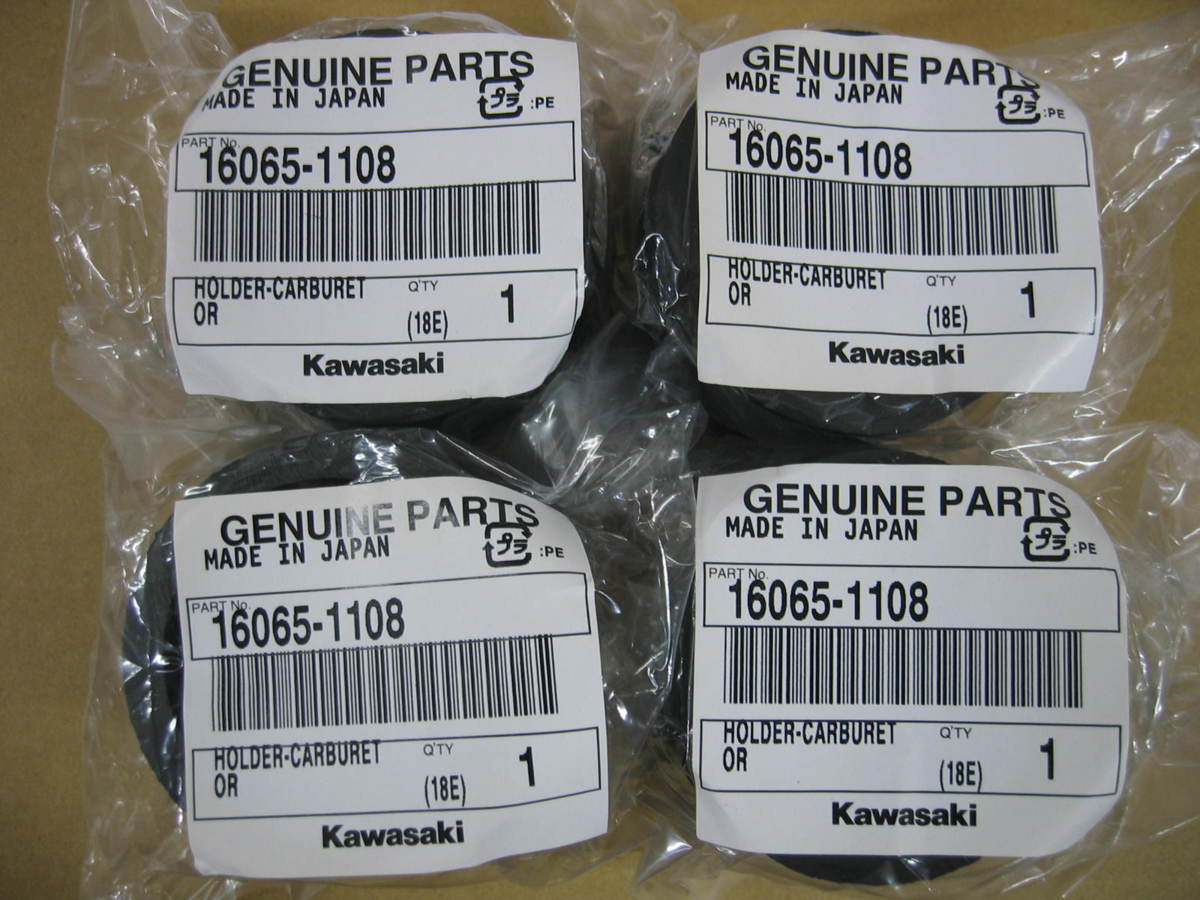 GENUINE PARTS
MADE IN JAPAN
プラ :PE
PART No.
16065-1108
HOLDER-CARBURET
OR
Q'TY
(18E)
1
Kawasaki
GENUINE PARTS
MADE IN JAPAN
プラ :PE
PART No.
16065-1108
HOLDER-CARBURET
OR
Q'TY
(18E)
1
Kawasaki
GENUINE PARTS
MADE IN JAPAN
プラ :PE
PART No.
16065-1108
HOLDER-CARBURET
OR
Q'TY
(18E)
1
Kawasaki
GENUINE PARTS
MADE IN JAPAN
プラ :PE
PART No.
16065-1108
HOLDER-CARBURET
OR
Q'TY
(18E)
1
Kawasaki